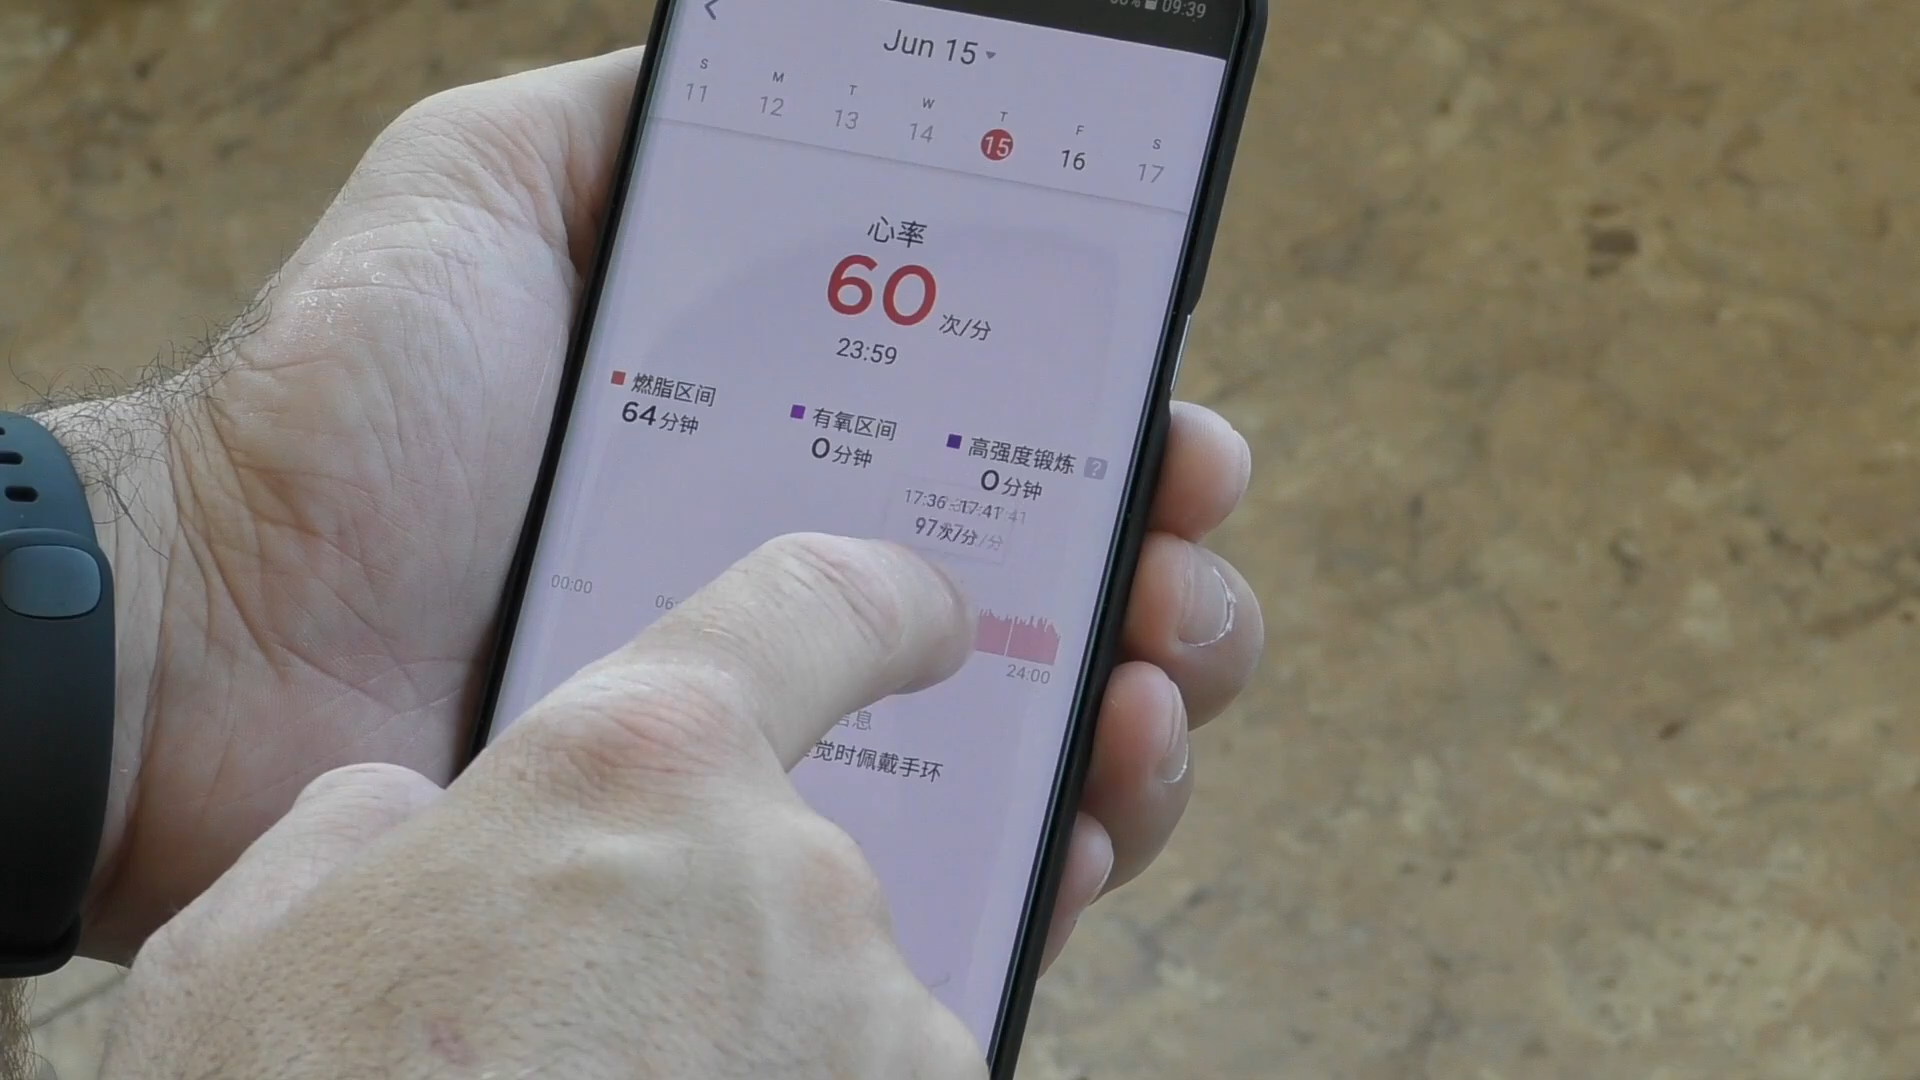 09:39
Jun 15
S M T W T F S
11 12 13 14 15 16 17
心率
60 次/分
23:59
燃脂区间 有氧区间 高强度锻炼 ?
64分钟 0分钟 0分钟
17:36 - 17:41
97次/分
00:00 06: 24:00
信息
觉时佩戴手环